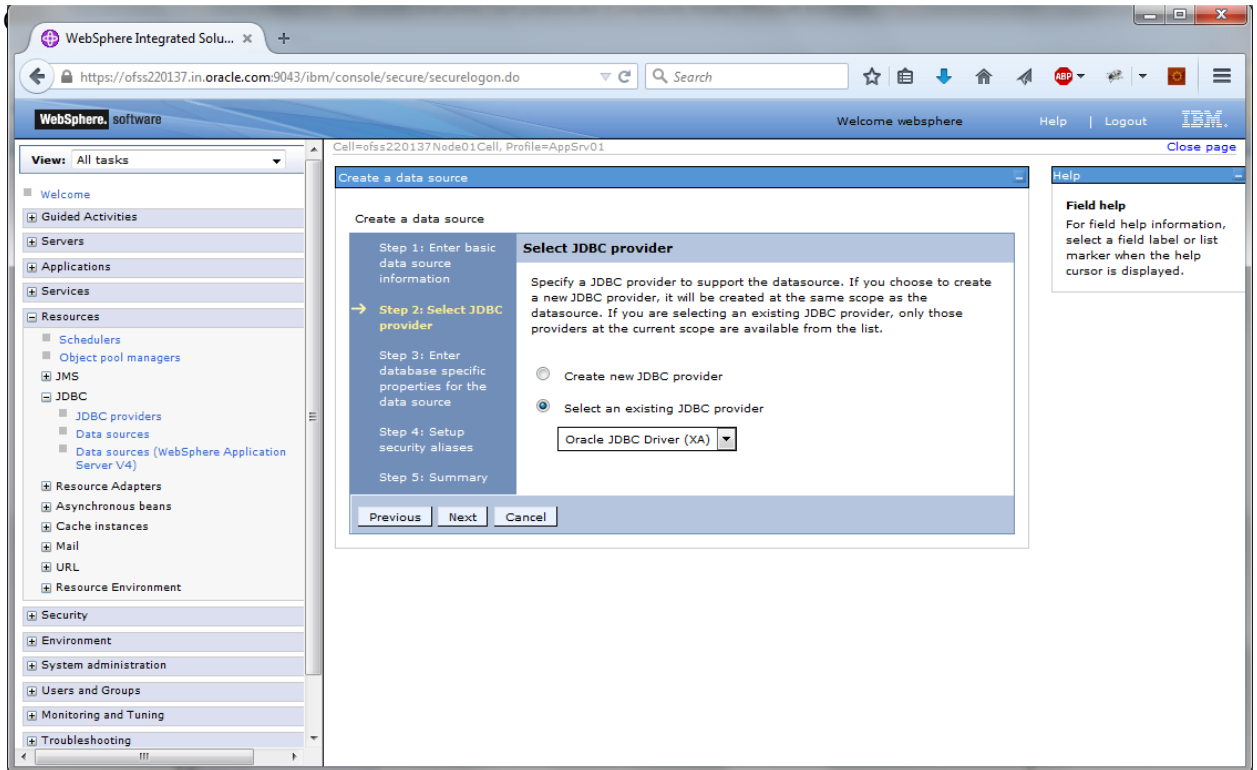 WebSphere Integrated Solu... × +
https://ofss220137.in.oracle.com:9043/ibm/console/secure/securelogon.do
Search
ABP
WebSphere. software
Welcome websphere
Help | Logout
IBM.
View: All tasks
Cell=ofss220137Node01Cell, Profile=AppSrv01
Close page
Welcome
Guided Activities
Servers
Applications
Services
Resources
Schedulers
Object pool managers
JMS
JDBC
JDBC providers
Data sources
Data sources (WebSphere Application
Server V4)
Resource Adapters
Asynchronous beans
Cache instances
Mail
URL
Resource Environment
Security
Environment
System administration
Users and Groups
Monitoring and Tuning
Troubleshooting
Create a data source
Create a data source
Step 1: Enter basic
data source
information
Step 2: Select JDBC
provider
Step 3: Enter
database specific
properties for the
data source
Step 4: Setup
security aliases
Step 5: Summary
Select JDBC provider
Specify a JDBC provider to support the datasource. If you choose to create
a new JDBC provider, it will be created at the same scope as the
datasource. If you are selecting an existing JDBC provider, only those
providers at the current scope are available from the list.
Create new JDBC provider
Select an existing JDBC provider
Oracle JDBC Driver (XA)
Previous
Next
Cancel
Help
Field help
For field help information,
select a field label or list
marker when the help
cursor is displayed.